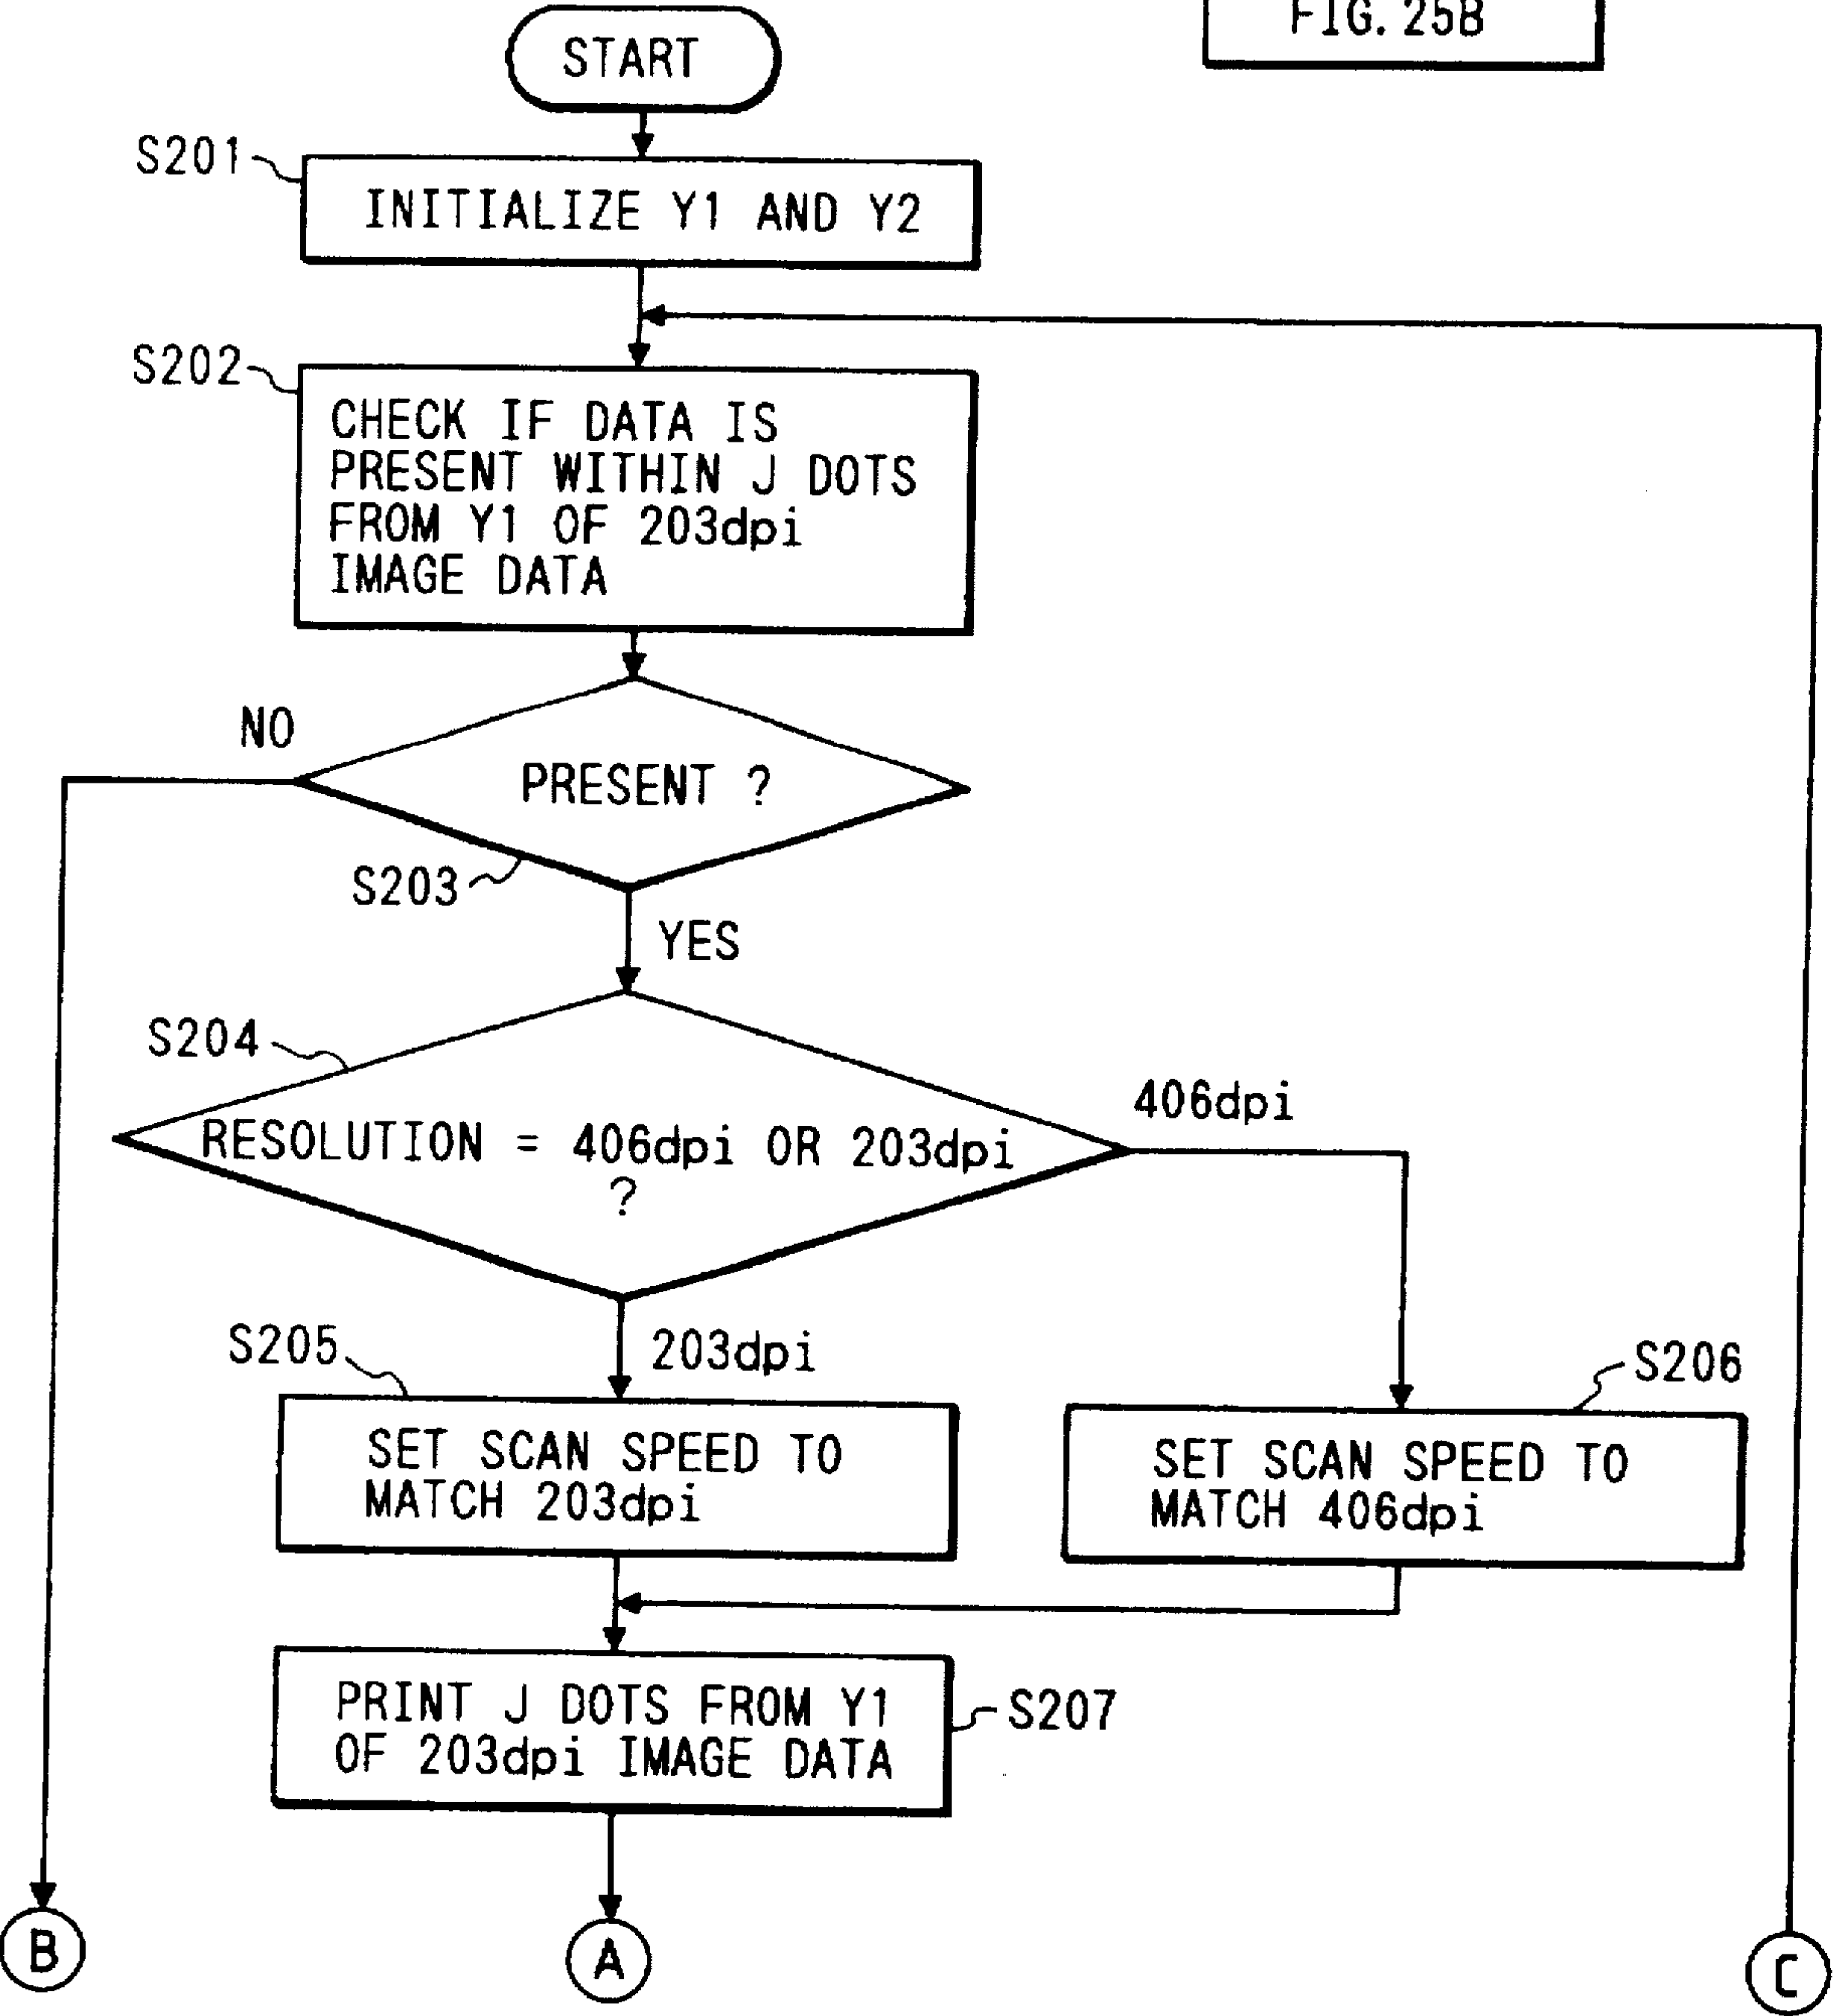 FIG. 25B
START
S201
INITIALIZE Y1 AND Y2
S202
CHECK IF DATA IS
PRESENT WITHIN J DOTS
FROM Y1 OF 203dpi
IMAGE DATA
NO
PRESENT ?
S203
YES
S204
406dpi
RESOLUTION = 406dpi OR 203dpi
?
S205
203dpi
S206
SET SCAN SPEED TO
MATCH 203dpi
SET SCAN SPEED TO
MATCH 406dpi
PRINT J DOTS FROM Y1
OF 203dpi IMAGE DATA
S207
B
A
C